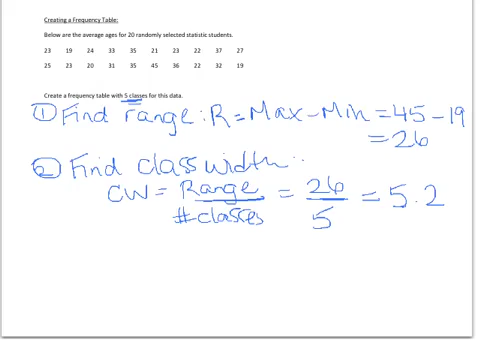 Creating a Frequency Table:
Below are the average ages for 20 randomly selected statistic students.
23 19 24 33 35 21 23 22 37 27
25 23 20 31 35 45 36 22 32 19
Create a frequency table with 5 classes for this data.
① Find range: R = Max - Min = 45 - 19
= 26
② Find class width:
CW = Range / # classes = 26 / 5 = 5.2